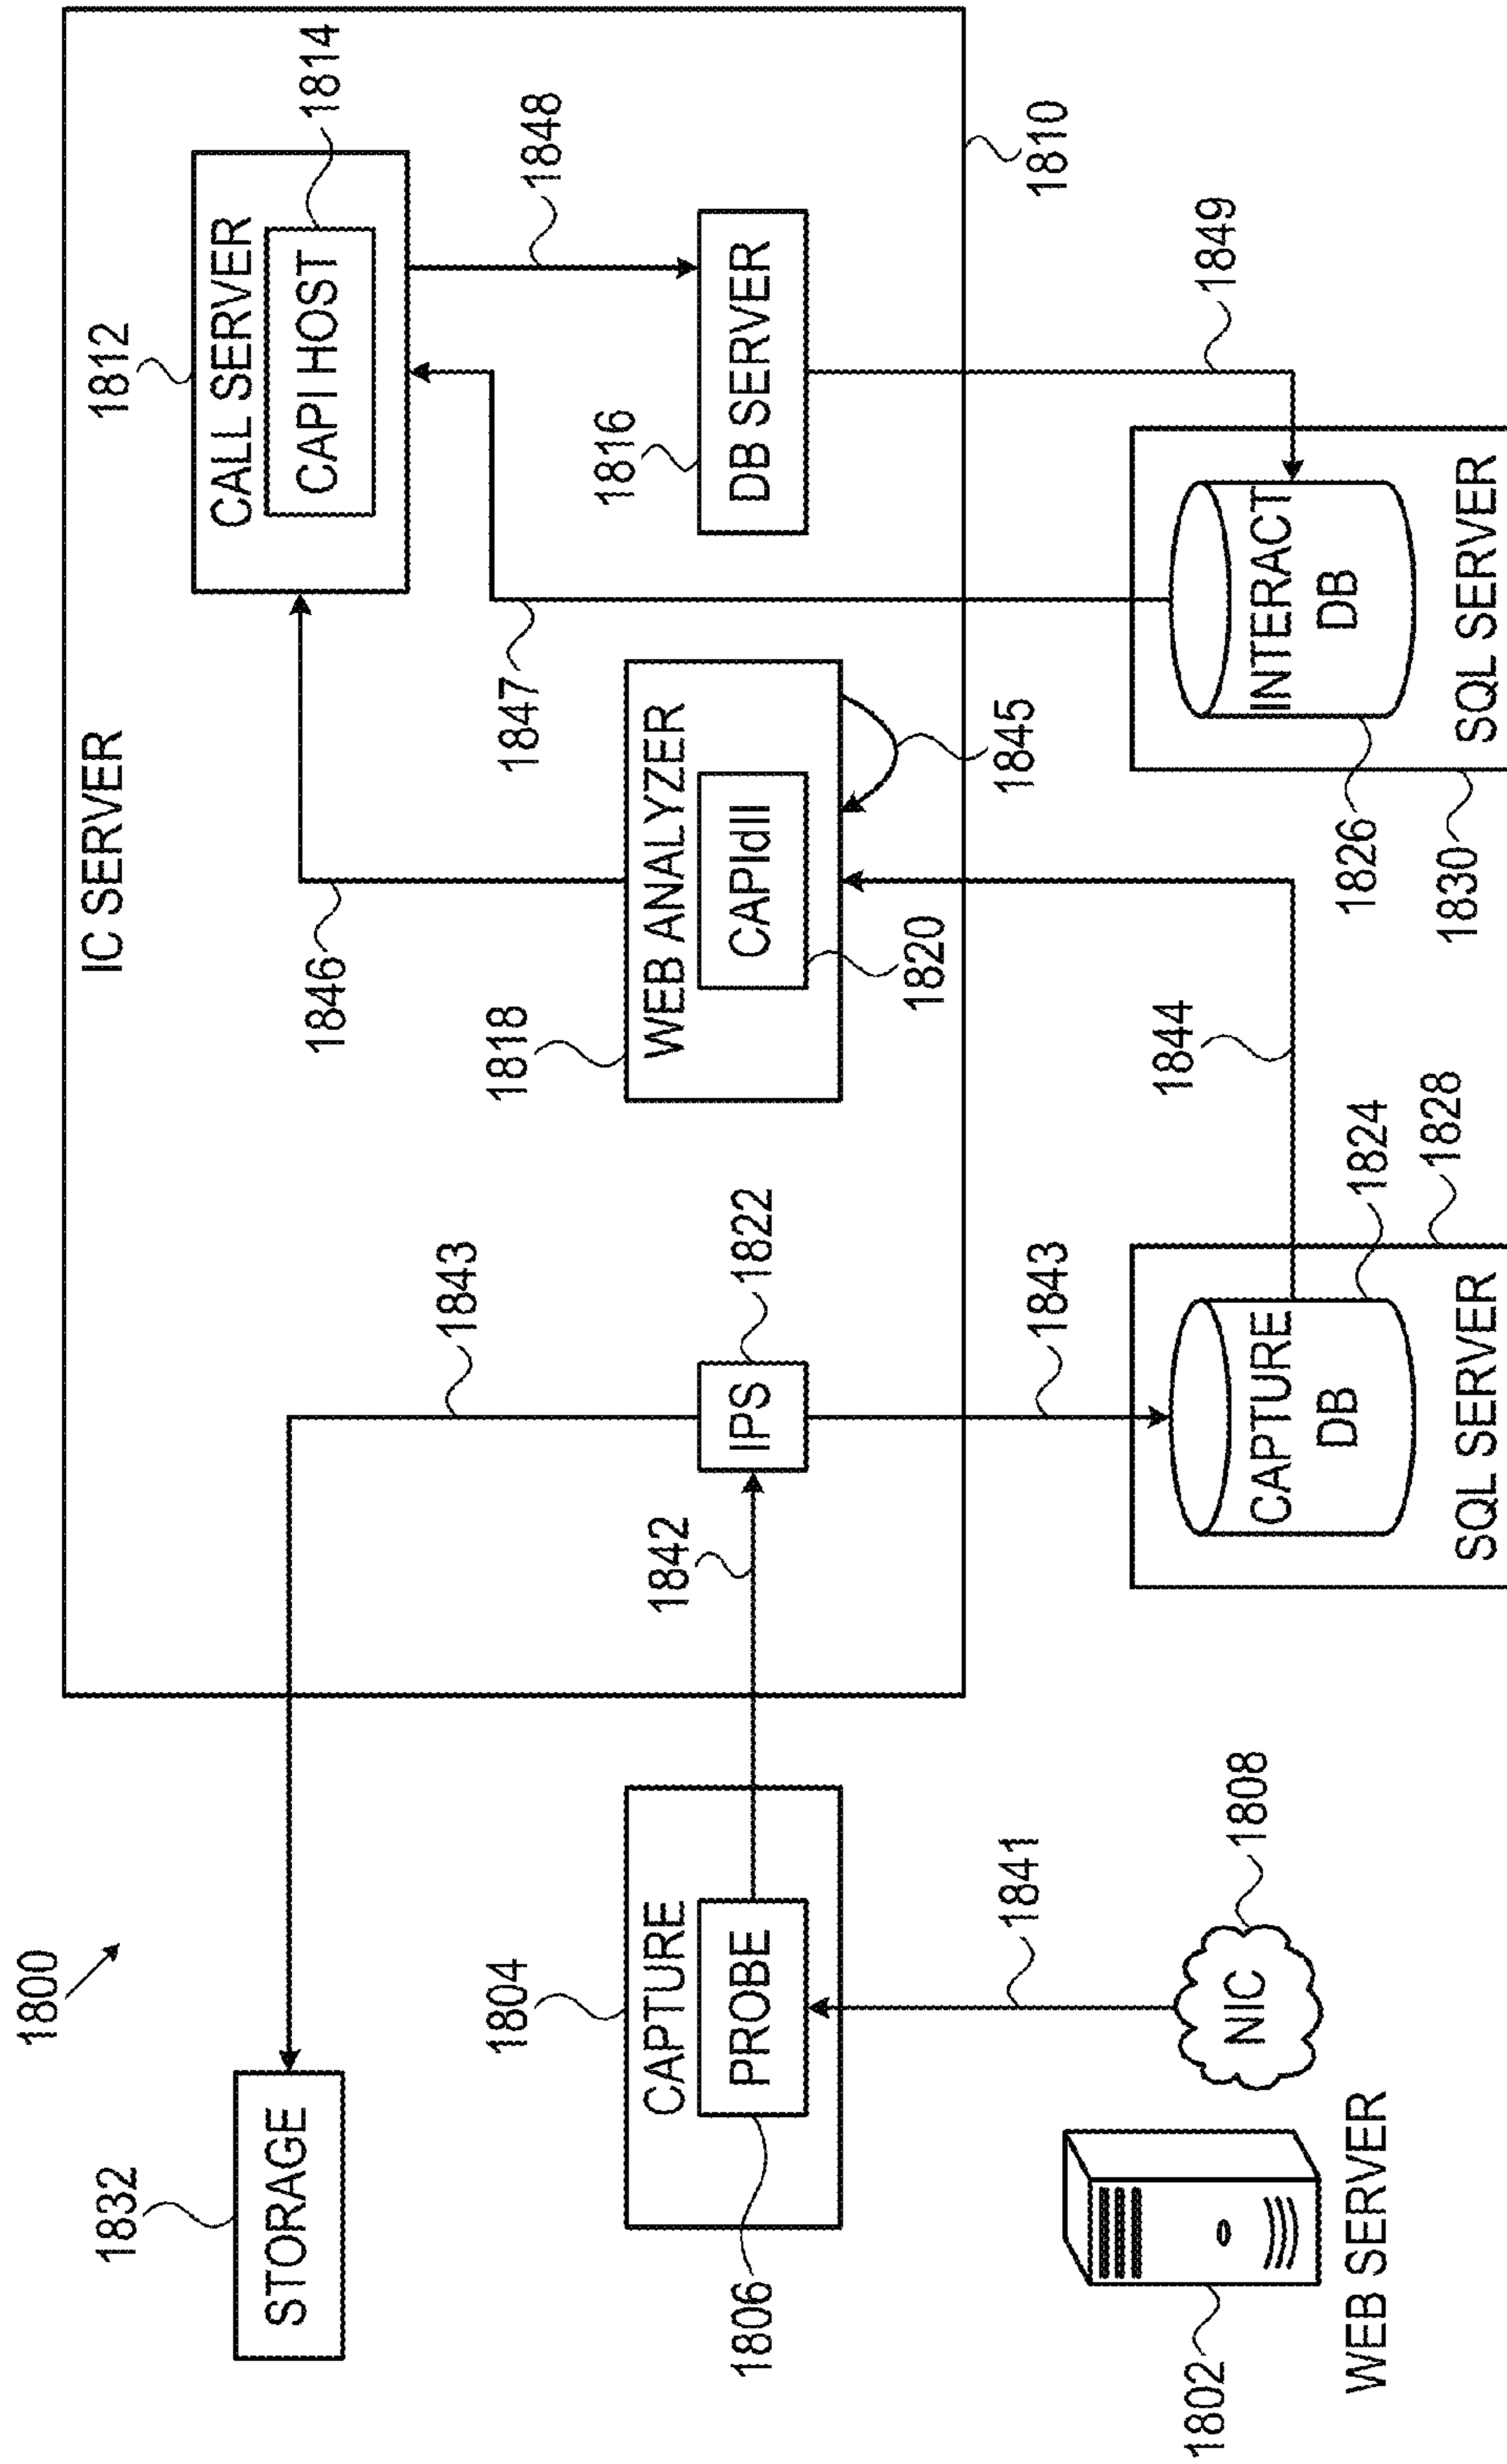 1800
IC SERVER
1832
STORAGE
1812
CALL SERVER
CAPI HOST
1814
1846
1843
1848
1804
CAPTURE
PROBE
1806
1842
IPS
1822
1818
WEB ANALYZER
CAPIdll
1820
1847
1845
1816
DB SERVER
1810
1841
NIC
1808
1843
1844
1849
1802
WEB SERVER
CAPTURE
DB
SQL SERVER
1824
1828
INTERACT
DB
SQL SERVER
1826
1830